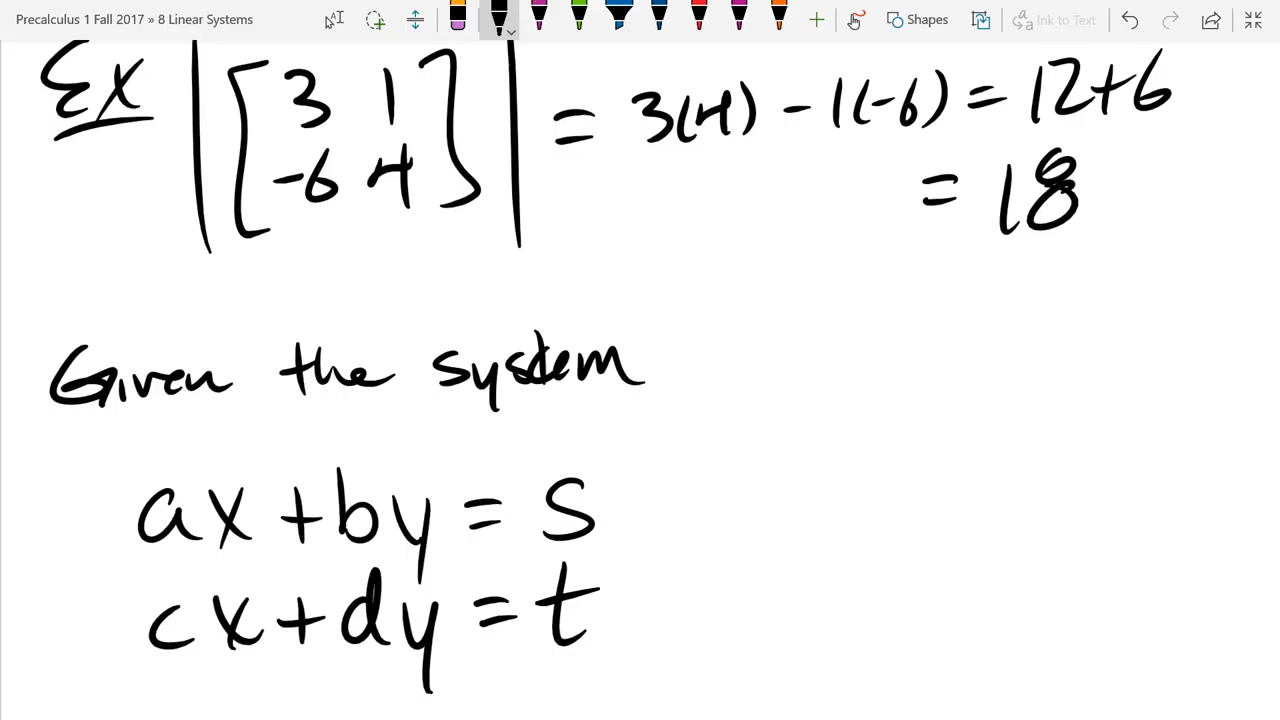 Precalculus 1 Fall 2017 » 8 Linear Systems Shapes Ink to Text
Ex |[3 1
-6 4]| = 3(4) - 1(-6) = 12+6
= 18
Given the system
ax + by = s
cx + dy = t